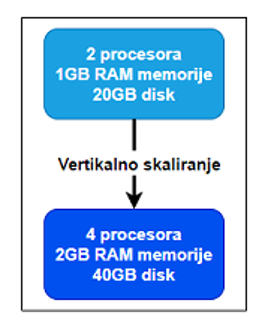 2 procesora
1GB RAM memorije
20GB disk
Vertikalno skaliranje
4 procesora
2GB RAM memorije
40GB disk